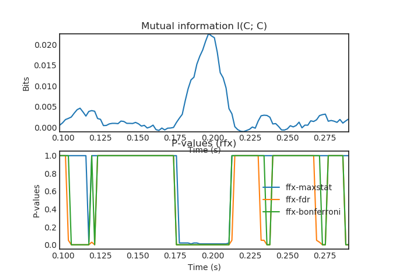 Mutual information I(C; C)
0.020
0.015
0.010
0.005
0.000
Bits
0.100 0.125 0.150 0.175 0.200 0.225 0.250 0.275
Time (s)
P-values (rfx)
1.0
0.8
0.6
0.4
0.2
0.0
P-values
ffx-maxstat
ffx-fdr
ffx-bonferroni
0.100 0.125 0.150 0.175 0.200 0.225 0.250 0.275
Time (s)